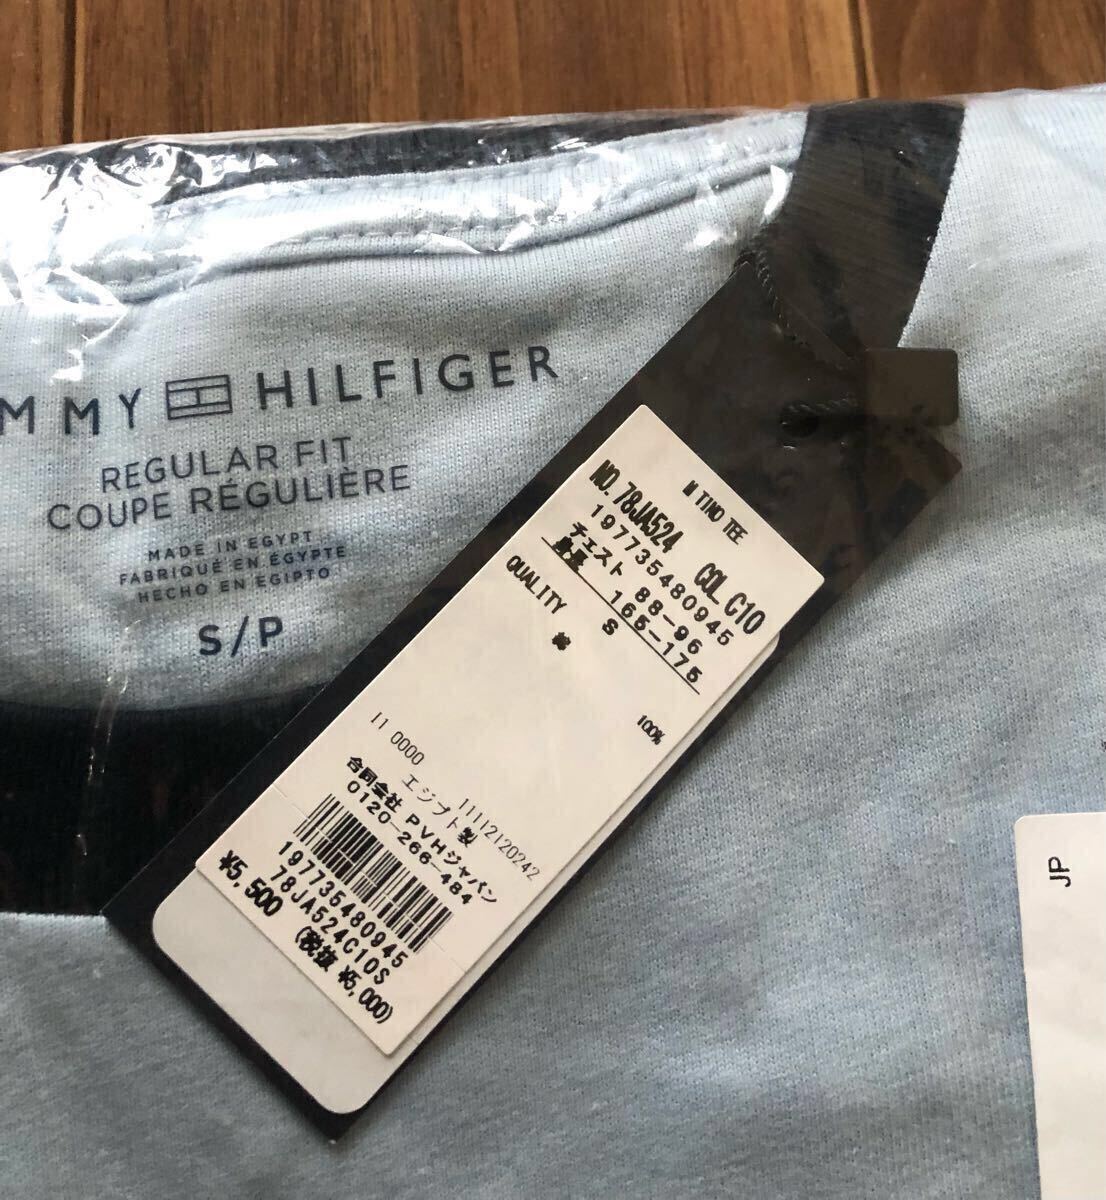 MMY HILFIGER
REGULAR FIT
COUPE RÉGULIÈRE
MADE IN EGYPT
FABRIQUÉ EN ÉGYPTE
HECHO EN EGIPTO
S/P
M TINO TEE
NO. 78JA524 COL C10
197735480945
チェスト 88-96
身長 165-175
S
QUALITY
綿 100%
I1 0000 11112120242
エジプト製
合同会社 PVHジャパン
0120-266-484
197735480945
78JA524C10S
¥5,500 (税抜 ¥5,000)
JP